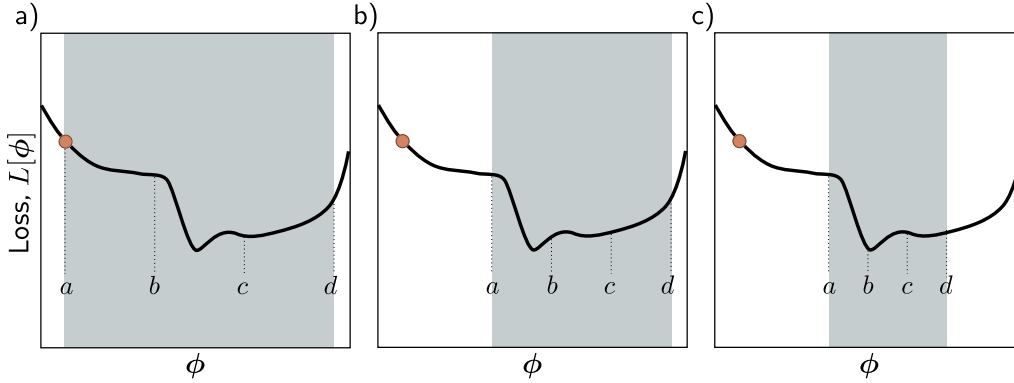 a) b) c)
Loss, L[ϕ]
a b c d a b c d a b c d
ϕ ϕ ϕ